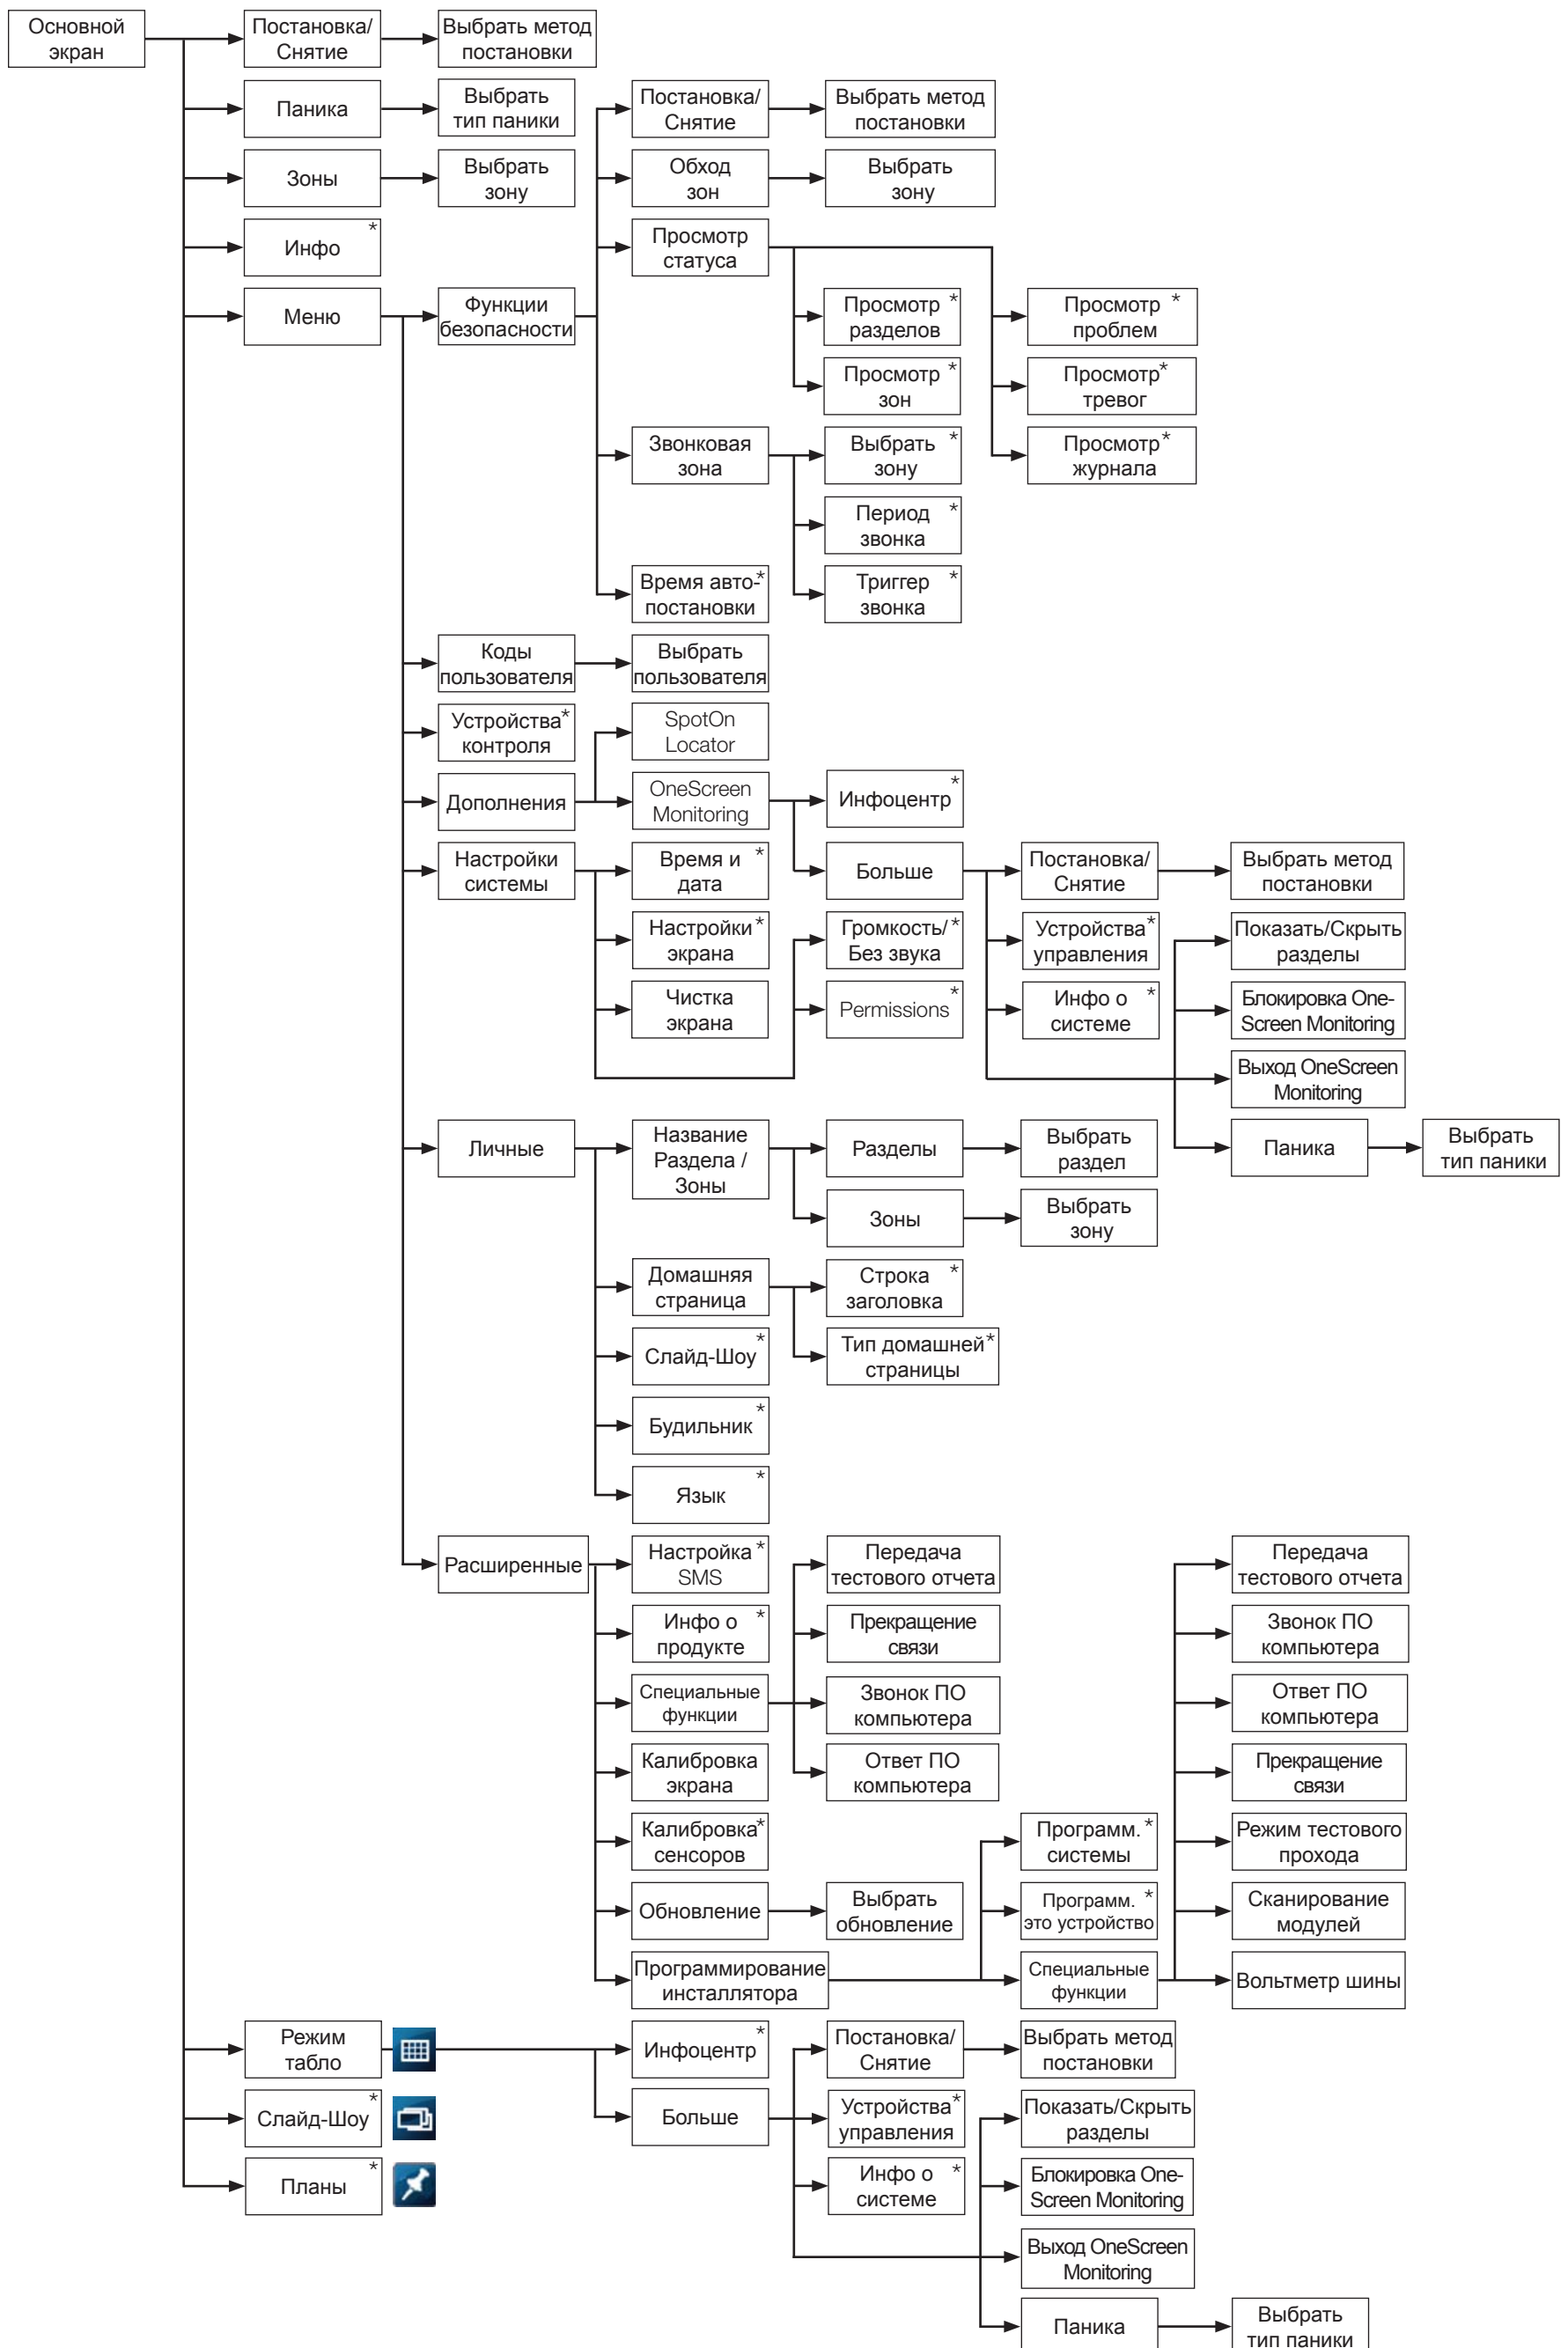 Основной
экран
Постановка/
Снятие
Выбрать метод
постановки
Паника
Выбрать
тип паники
Зоны
Выбрать
зону
Инфо *
Меню
Функции
безопасности
Постановка/
Снятие
Выбрать метод
постановки
Обход
зон
Выбрать
зону
Просмотр
статуса
Просмотр *
разделов
Просмотр *
проблем
Просмотр *
зон
Просмотр*
тревог
Звонковая
зона
Выбрать *
зону
Просмотр*
журнала
Период *
звонка
Время авто-*
постановки
Триггер *
звонка
Коды
пользователя
Выбрать
пользователя
Устройства*
контроля
Дополнения
SpotOn
Locator
OneScreen
Monitoring
Инфоцентр *
Больше
Постановка/
Снятие
Выбрать метод
постановки
Устройства*
управления
Показать/Скрыть
разделы
Инфо о *
системе
Блокировка One-
Screen Monitoring
Выход OneScreen
Monitoring
Паника
Выбрать
тип паники
Настройки
системы
Время и *
дата
Настройки*
экрана
Громкость/*
Без звука
Чистка
экрана
Permissions *
Личные
Название
Раздела /
Зоны
Разделы
Выбрать
раздел
Зоны
Выбрать
зону
Домашняя
страница
Строка *
заголовка
Тип домашней*
страницы
Слайд-Шоу *
Будильник *
Язык *
Расширенные
Настройка*
SMS
Инфо о *
продукте
Специальные
функции
Передача
тестового отчета
Прекращение
связи
Звонок ПО
компьютера
Ответ ПО
компьютера
Калибровка
экрана
Калибровка*
сенсоров
Обновление
Выбрать
обновление
Программирование
инсталлятора
Программ. *
системы
Программ. *
это устройство
Специальные
функции
Передача
тестового отчета
Звонок ПО
компьютера
Ответ ПО
компьютера
Прекращение
связи
Режим тестового
прохода
Сканирование
модулей
Вольтметр шины
Режим
табло
Инфоцентр *
Больше
Постановка/
Снятие
Выбрать метод
постановки
Устройства*
управления
Показать/Скрыть
разделы
Инфо о *
системе
Блокировка One-
Screen Monitoring
Выход OneScreen
Monitoring
Паника
Выбрать
тип паники
Слайд-Шоу *
Планы *